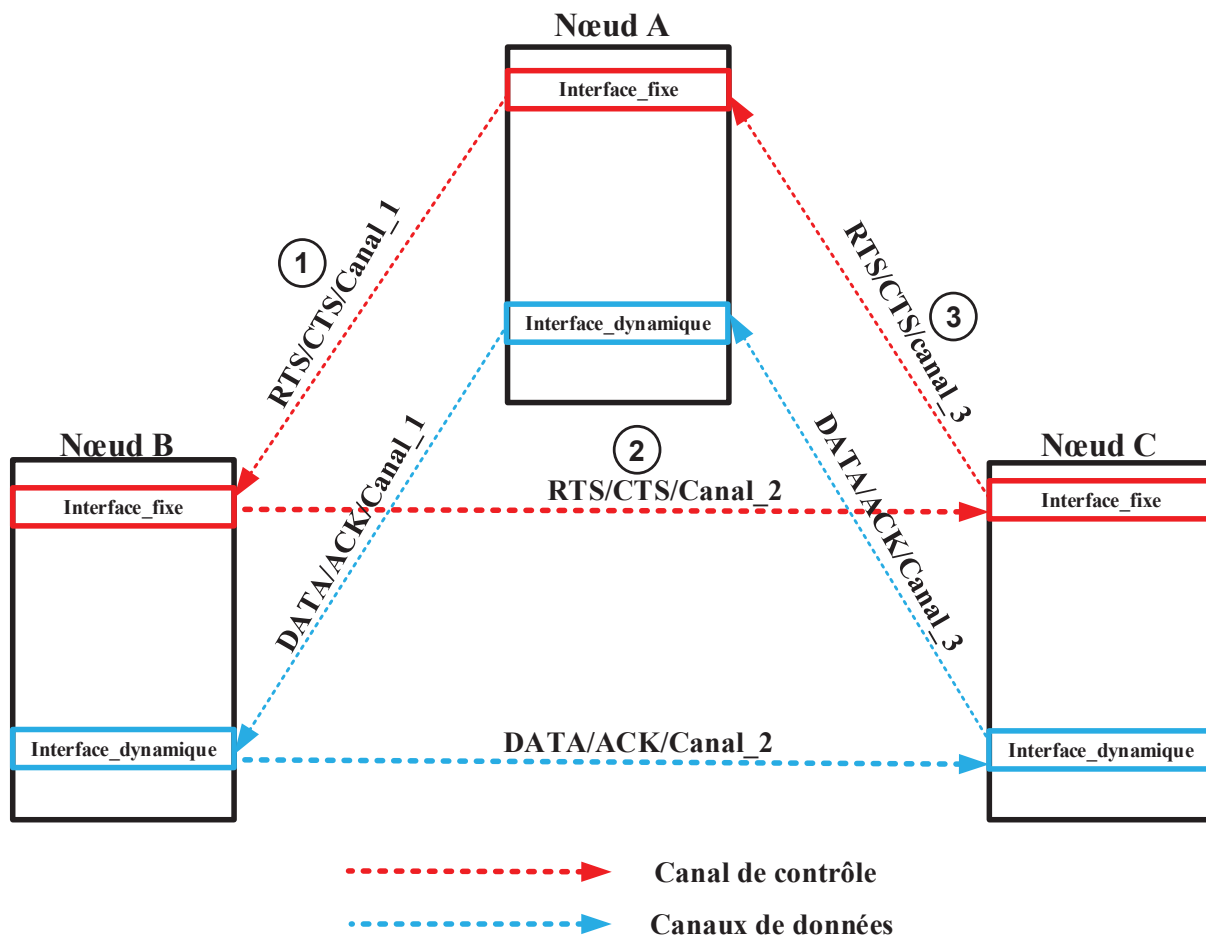 Nœud A
Interface_fixe
1
RTS/CTS/Canal_1
RTS/CTS/canal_3
3
Interface_dynamique
DATA/ACK/Canal_1
DATA/ACK/Canal_3
Nœud B
2
Nœud C
RTS/CTS/Canal_2
Interface_fixe
Interface_fixe
Interface_dynamique
DATA/ACK/Canal_2
Interface_dynamique
Canal de contrôle
Canaux de données